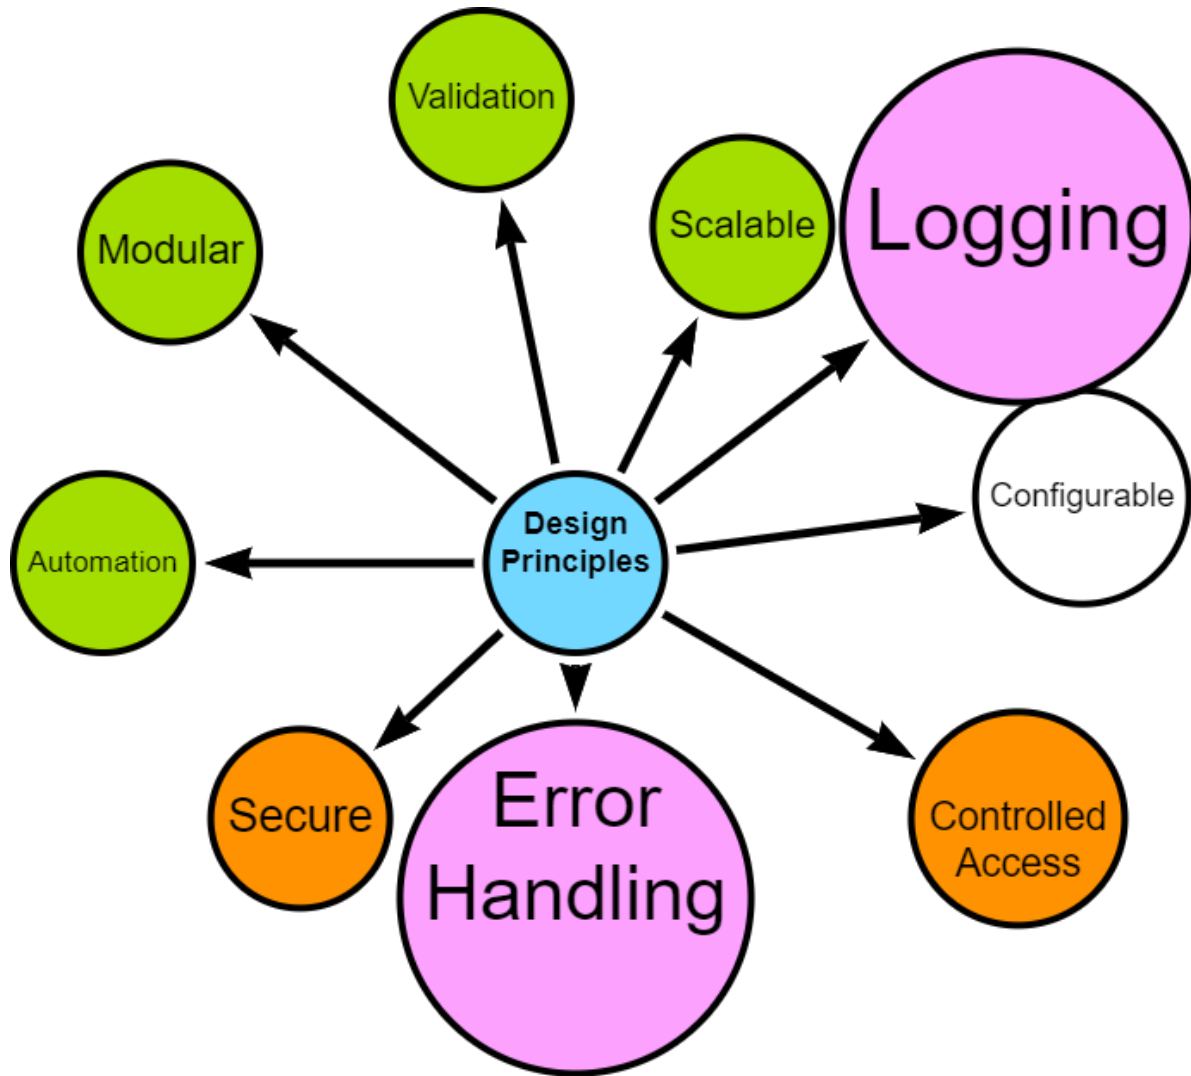 Validation
Scalable
Logging
Modular
Configurable
Design
Principles
Automation
Secure
Error
Handling
Controlled
Access